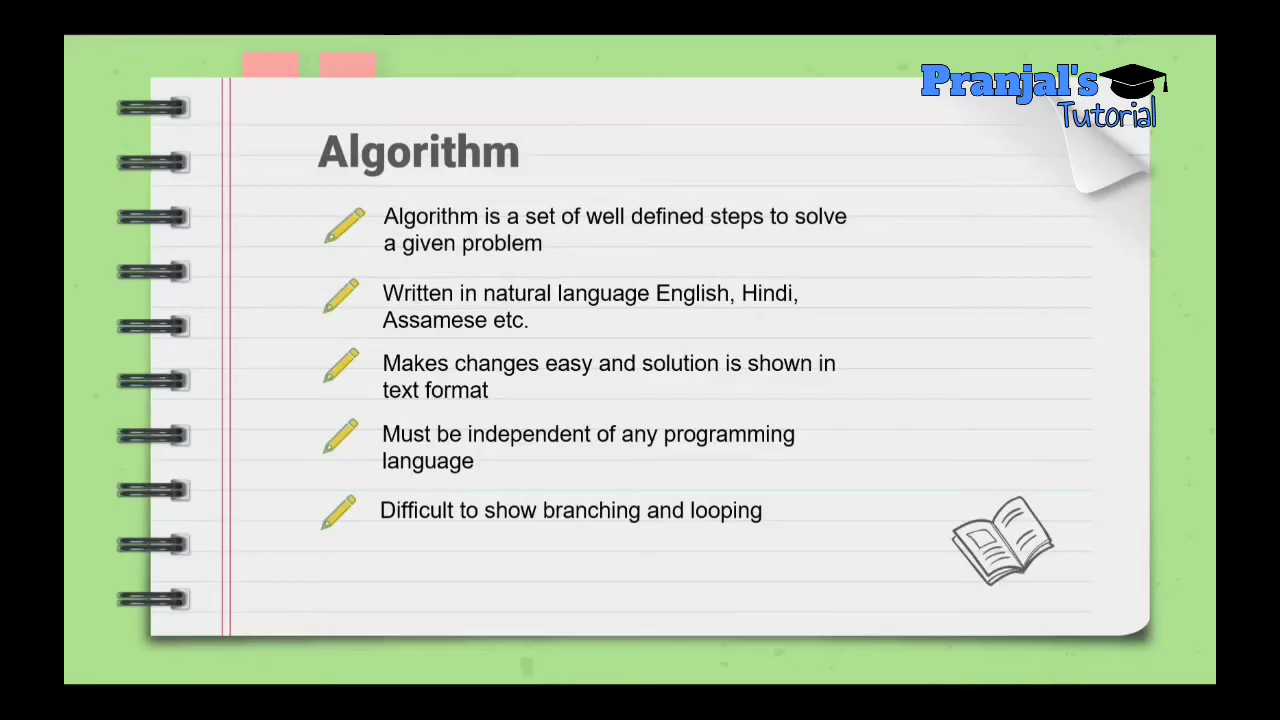 Pranjal's
Tutorial
Algorithm
Algorithm is a set of well defined steps to solve
a given problem
Written in natural language English, Hindi,
Assamese etc.
Makes changes easy and solution is shown in
text format
Must be independent of any programming
language
Difficult to show branching and looping